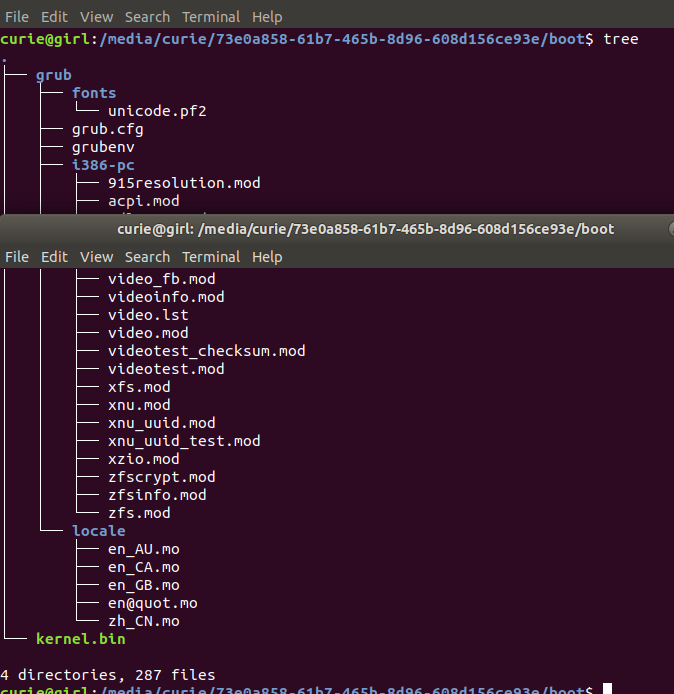 File Edit View Search Terminal Help
curie@girl:/media/curie/73e0a858-61b7-465b-8d96-608d156ce93e/boot$ tree
.
├── grub
│   ├── fonts
│   │   └── unicode.pf2
│   ├── grub.cfg
│   ├── grubenv
│   ├── i386-pc
│   │   ├── 915resolution.mod
│   │   ├── acpi.mod
curie@girl: /media/curie/73e0a858-61b7-465b-8d96-608d156ce93e/boot
File Edit View Search Terminal Help
│   │   ├── video_fb.mod
│   │   ├── videoinfo.mod
│   │   ├── video.lst
│   │   ├── video.mod
│   │   ├── videotest_checksum.mod
│   │   ├── videotest.mod
│   │   ├── xfs.mod
│   │   ├── xnu.mod
│   │   ├── xnu_uuid.mod
│   │   ├── xnu_uuid_test.mod
│   │   ├── xzio.mod
│   │   ├── zfscrypt.mod
│   │   ├── zfsinfo.mod
│   │   └── zfs.mod
│   └── locale
│       ├── en_AU.mo
│       ├── en_CA.mo
│       ├── en_GB.mo
│       ├── en@quot.mo
│       └── zh_CN.mo
└── kernel.bin
4 directories, 287 files
curie@girl:/media/curie/73e0a858-61b7-465b-8d96-608d156ce93e/boot$